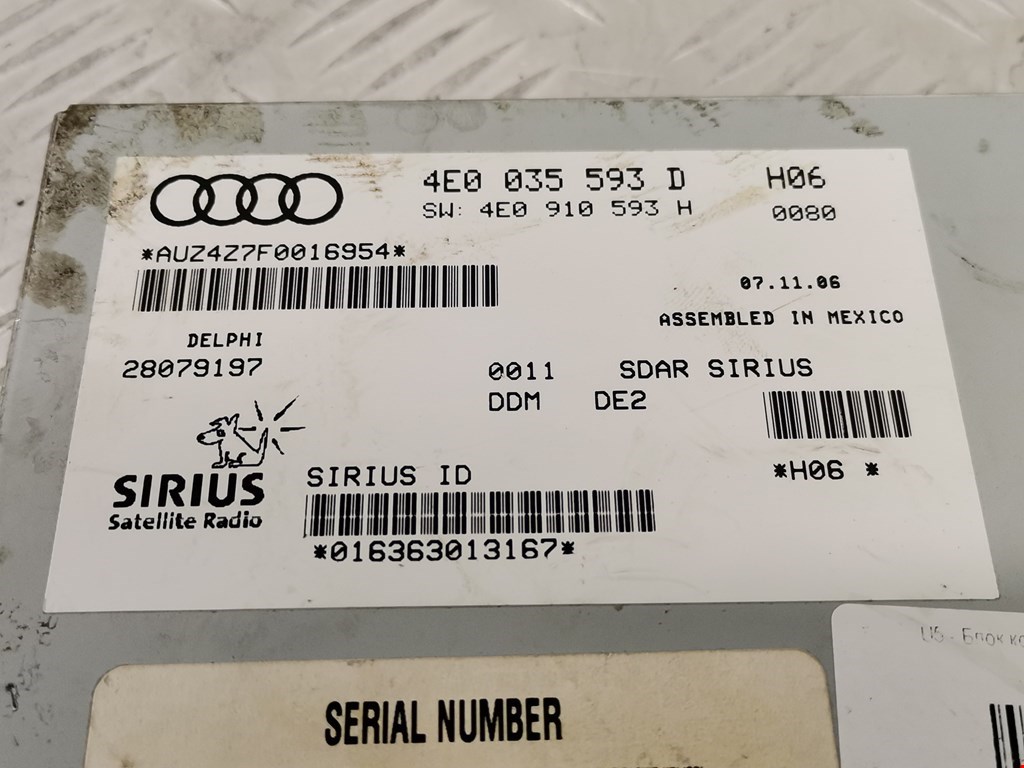 4E0 035 593 D H06
SW: 4E0 910 593 H 0080
*AUZ4Z7F0016954*
07.11.06
ASSEMBLED IN MEXICO
DELPHI
28079197 0011 SDAR SIRIUS
DDM DE2
*H06 *
SIRIUS
Satellite Radio
SIRIUS ID
*016363013167*
SERIAL NUMBER
Блок